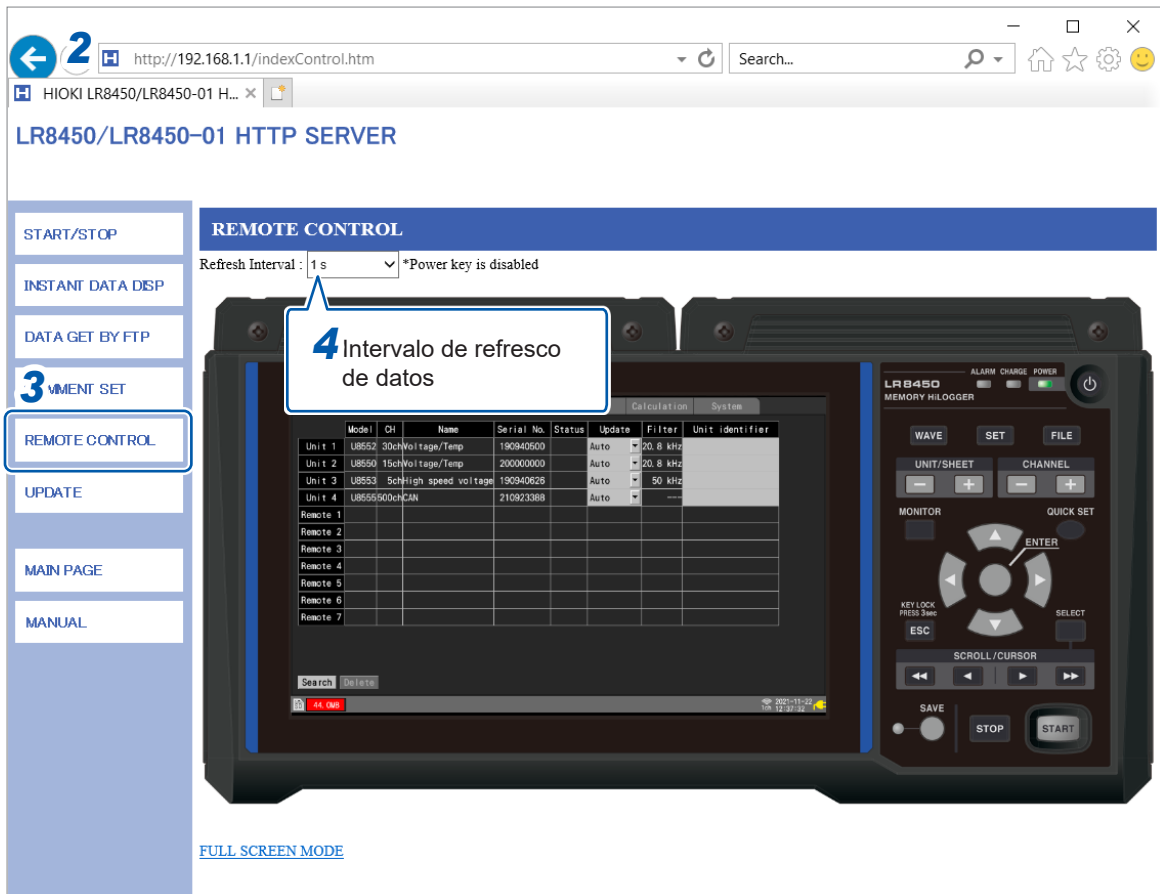 2
http://192.168.1.1/indexControl.htm
Search...
HIOKI LR8450/LR8450-01 H...
LR8450/LR8450-01 HTTP SERVER
START/STOP
INSTANT DATA DISP
DATA GET BY FTP
3
MENT SET
REMOTE CONTROL
UPDATE
MAIN PAGE
MANUAL
REMOTE CONTROL
Refresh Interval : 1 s *Power key is disabled
4 Intervalo de refresco
de datos
Calculation System
Model CH Name Serial No. Status Update Filter Unit identifier
Unit 1 U8552 30ch Voltage/Temp 190940500 Auto 20.8 kHz
Unit 2 U8550 15ch Voltage/Temp 200000000 Auto 20.8 kHz
Unit 3 U8553 5ch High speed voltage 190940626 Auto 50 kHz
Unit 4 U8555 500ch CAN 210923388 Auto ---
Remote 1
Remote 2
Remote 3
Remote 4
Remote 5
Remote 6
Remote 7
Search Delete
44.0MB
2021-11-22
12:37:32
LR8450
MEMORY HiLOGGER
ALARM CHARGE POWER
WAVE SET FILE
UNIT/SHEET CHANNEL
MONITOR QUICK SET
ENTER
KEY LOCK
PRESS 3sec
ESC
SELECT
SCROLL/CURSOR
SAVE
STOP START
FULL SCREEN MODE